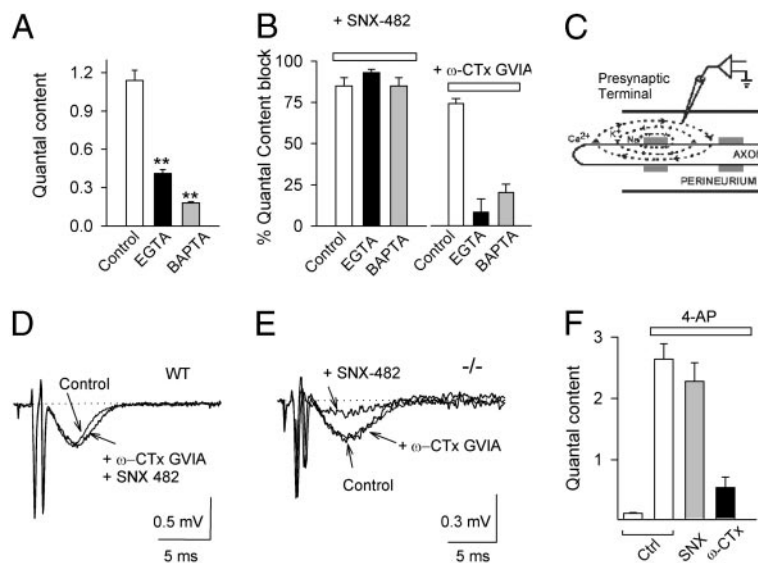 A
Quantal content
1.2
0.9
0.6
0.3
0.0
**
**
Control
EGTA
BAPTA
B
+ SNX-482
+ ω-CTx GVIA
% Quantal Content block
100
75
50
25
0
Control
EGTA
BAPTA
Control
EGTA
BAPTA
C
Presynaptic
Terminal
Ca2+
K+
Na+
AXON
PERINEURIUM
D
WT
Control
+ ω–CTx GVIA
+ SNX 482
0.5 mV
5 ms
E
-/-
+ SNX-482
+ ω–CTx GVIA
Control
0.3 mV
5 ms
F
4-AP
Quantal content
3
2
1
Ctrl
SNX
ω-CTx